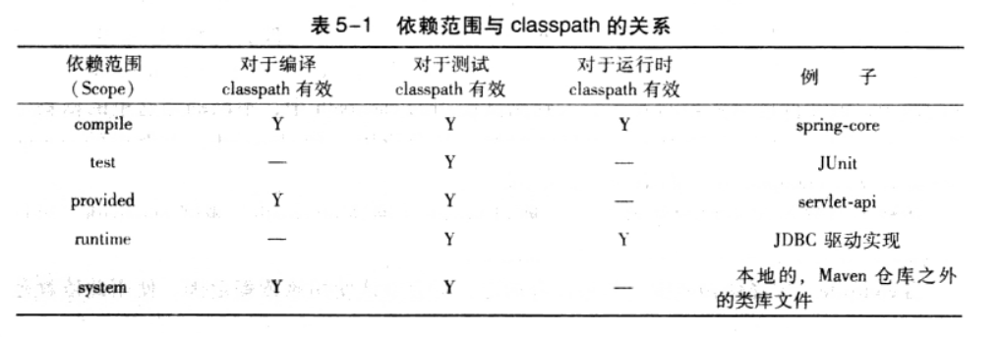 表 5-1 依赖范围与 classpath 的关系
依赖范围 对于编译 对于测试 对于运行时 例 子
(Scope) classpath 有效 classpath 有效 classpath 有效
compile Y Y Y spring-core
test — Y — JUnit
provided Y Y — servlet-api
runtime — Y Y JDBC 驱动实现
system Y Y — 本地的，Maven 仓库之外
的类库文件